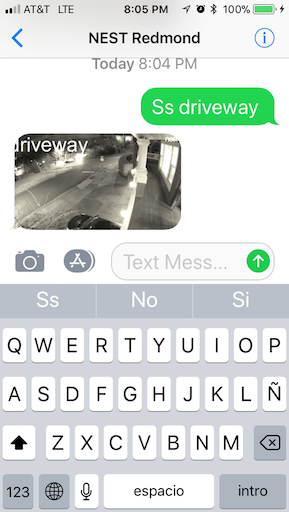 AT&T LTE 8:05 PM 100%
NEST Redmond
Today 8:04 PM
Ss driveway
driveway
Text Mess...
Ss No Si
Q W E R T Y U I O P
A S D F G H J K L Ñ
Z X C V B N M
123 espacio intro